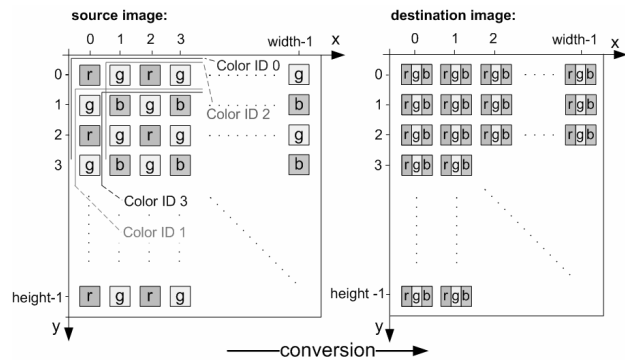 source image:
destination image:
x
0 1 2 3 width-1
Color ID 0
0 r g r g g
1 g b g b b
Color ID 2
2 r g r g g
3 g b g b b
Color ID 3
Color ID 1
height-1 r g r g
y
x
0 1 2 width-1
0 rgb rgb rgb rgb
1 rgb rgb rgb rgb
2 rgb rgb rgb rgb
3 rgb rgb
height -1 rgb rgb
y
conversion